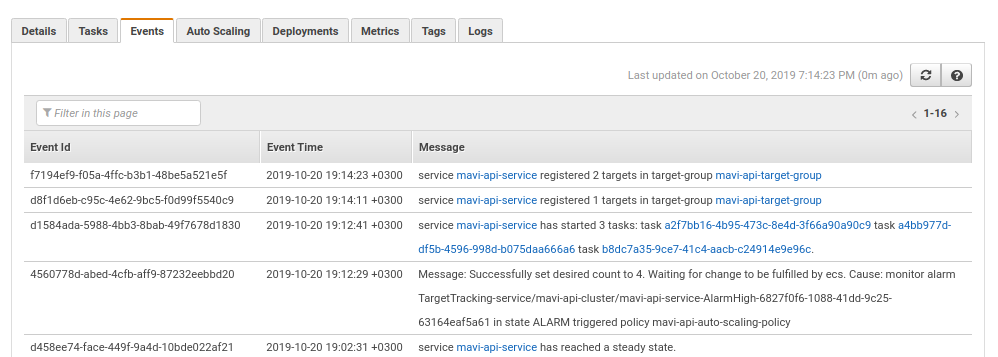 Details Tasks Events Auto Scaling Deployments Metrics Tags Logs
Last updated on October 20, 2019 7:14:23 PM (0m ago)
Filter in this page 1-16
Event Id Event Time Message
f7194ef9-f05a-4ffc-b3b1-48be5a521e5f 2019-10-20 19:14:23 +0300 service mavi-api-service registered 2 targets in target-group mavi-api-target-group
d8f1d6eb-c95c-4e62-9bc5-f0d99f5540c9 2019-10-20 19:14:11 +0300 service mavi-api-service registered 1 targets in target-group mavi-api-target-group
d1584ada-5988-4bb3-8bab-49f7678d1830 2019-10-20 19:12:41 +0300 service mavi-api-service has started 3 tasks: task a2f7bb16-4b95-473c-8e4d-3f66a90a90c9 task a4bb977d-
df5b-4596-998d-b075daa666a6 task b8dc7a35-9ce7-41c4-aacb-c24914e9e96c.
4560778d-abed-4cfb-aff9-87232eebbd20 2019-10-20 19:12:29 +0300 Message: Successfully set desired count to 4. Waiting for change to be fulfilled by ecs. Cause: monitor alarm
TargetTracking-service/mavi-api-cluster/mavi-api-service-AlarmHigh-6827f0f6-1088-41dd-9c25-
63164eaf5a61 in state ALARM triggered policy mavi-api-auto-scaling-policy
d458ee74-face-449f-9a4d-10bde022af21 2019-10-20 19:02:31 +0300 service mavi-api-service has reached a steady state.